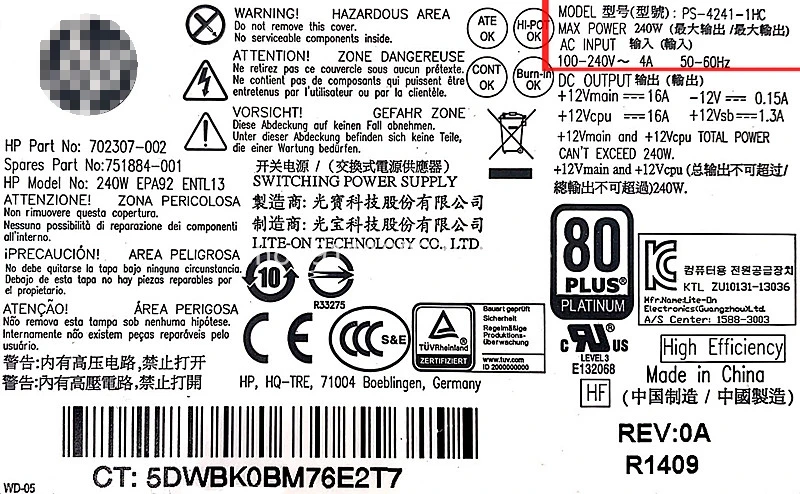 WARNING! HAZARDOUS AREA
Do not remove this cover.
No serviceable components inside.
ATTENTION! ZONE DANGEREUSE
Ne retirez pas ce couvercle sous aucun prétexte.
Ne contient pas de composants qui puissent être
entretenus par l'utilisateur ou par la clientèle.
VORSICHT! GEFAHR ZONE
Diese Abdeckung auf keinen Fall abnehmen.
Unter dieser Abdeckung befinden sich keine Teile,
die einer Wartung bedürfen.
ATE OK
HI-POT OK
CONT OK
Burn-In OK
MODEL 型号(型號): PS-4241-1HC
MAX POWER 240W (最大输出/最大輸出)
AC INPUT 输入 (輸入)
100-240V~ 4A 50-60Hz
DC OUTPUT 输出 (輸出)
+12Vmain ⎓ 16A -12V ⎓ 0.15A
+12Vcpu ⎓ 16A +12Vsb ⎓ 1.3A
+12Vmain and +12Vcpu TOTAL POWER
CAN'T EXCEED 240W.
+12Vmain and +12Vcpu (总输出不可超过/
總輸出不可超過)240W.
HP Part No: 702307-002
Spares Part No:751884-001
HP Model No: 240W EPA92 ENTL13
ATTENZIONE! ZONA PERICOLOSA
Non rimuovere questa copertura.
Nessuna possibilità di reparazione dei componenti
all'interno.
¡PRECAUCIÓN! AREA PELIGROSA
No debe quitarse la tapa bajo ninguna circunstancia.
Debajo de esta tapa no hay piezas reparables por
el propietario.
ATENÇÃO! ÁREA PERIGOSA
Não remova esta tampa sob nenhuma hipótese.
Internamente não existem peças reparáveis pelo
usuário.
警告:内有高压电路,禁止打开
警告:內有高壓電路,禁止打開
开关电源 / (交換式電源供應器)
SWITCHING POWER SUPPLY
製造商: 光寶科技股份有限公司
制造商: 光宝科技股份有限公司
LITE-ON TECHNOLOGY CO., LTD.
10
R33275
CE
CCC S&E
TÜVRheinland
ZERTIFIZIERT
Bauart geprüft
Sicherheit
Regelmäßige
Produktions-
überwachung
www.tuv.com
ID 2000000000
HP, HQ-TRE, 71004 Boeblingen, Germany
80
PLUS®
PLATINUM
c RU® US
LEVEL3
E132068
컴퓨터용 전원공급장치
KTL ZU10131-13036
Mfr.Name:Lite-On
Electronics(Guangzhou)Ltd.
A/S Center: 1588-3003
High Efficiency
Made in China
HF (中国制造 / 中國製造)
REV:0A
R1409
CT: 5DWBK0BM76E2T7
WD-05